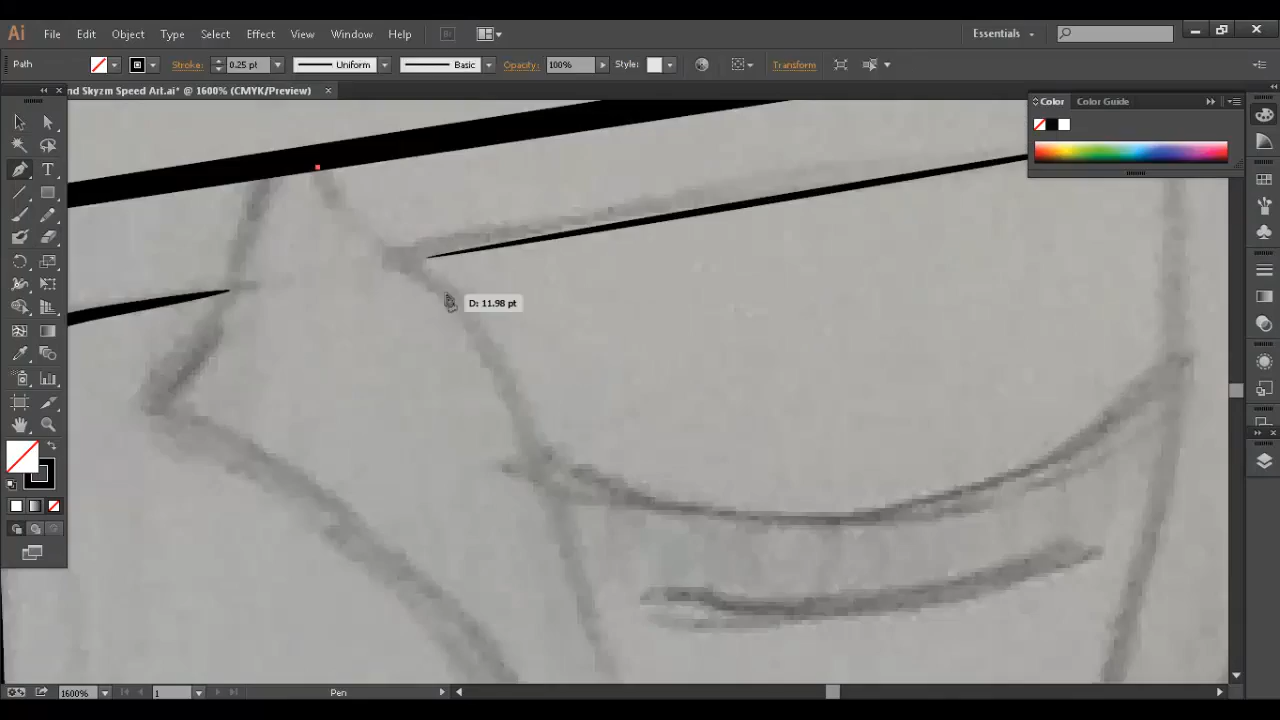 Ai File Edit Object Type Select Effect View Window Help Br Essentials
Path Stroke: 0.25 pt Uniform Basic Opacity: 100% Style: Transform
nd Skyzm Speed Art.ai* @ 1600% (CMYK/Preview)
Color Color Guide
D: 11.98 pt
1600% 1 Pen